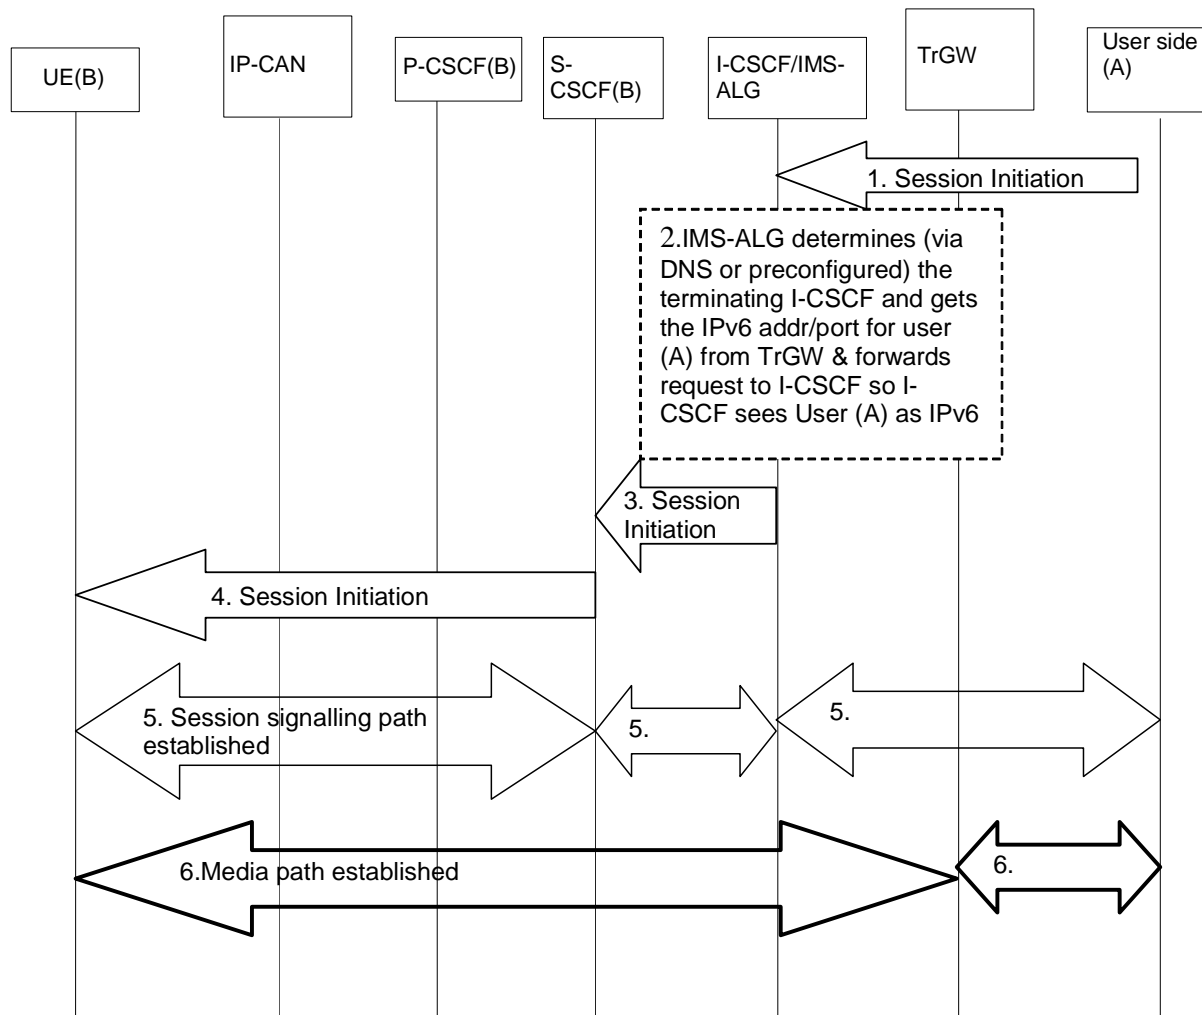 UE(B)
IP-CAN
P-CSCF(B)
S-
CSCF(B)
I-CSCF/IMS-
ALG
TrGW
User side
(A)
1. Session Initiation
2.IMS-ALG determines (via
DNS or preconfigured) the
terminating I-CSCF and gets
the IPv6 addr/port for user
(A) from TrGW & forwards
request to I-CSCF so I-
CSCF sees User (A) as IPv6
3. Session
Initiation
4. Session Initiation
5. Session signalling path
established
5.
5.
6.Media path established
6.